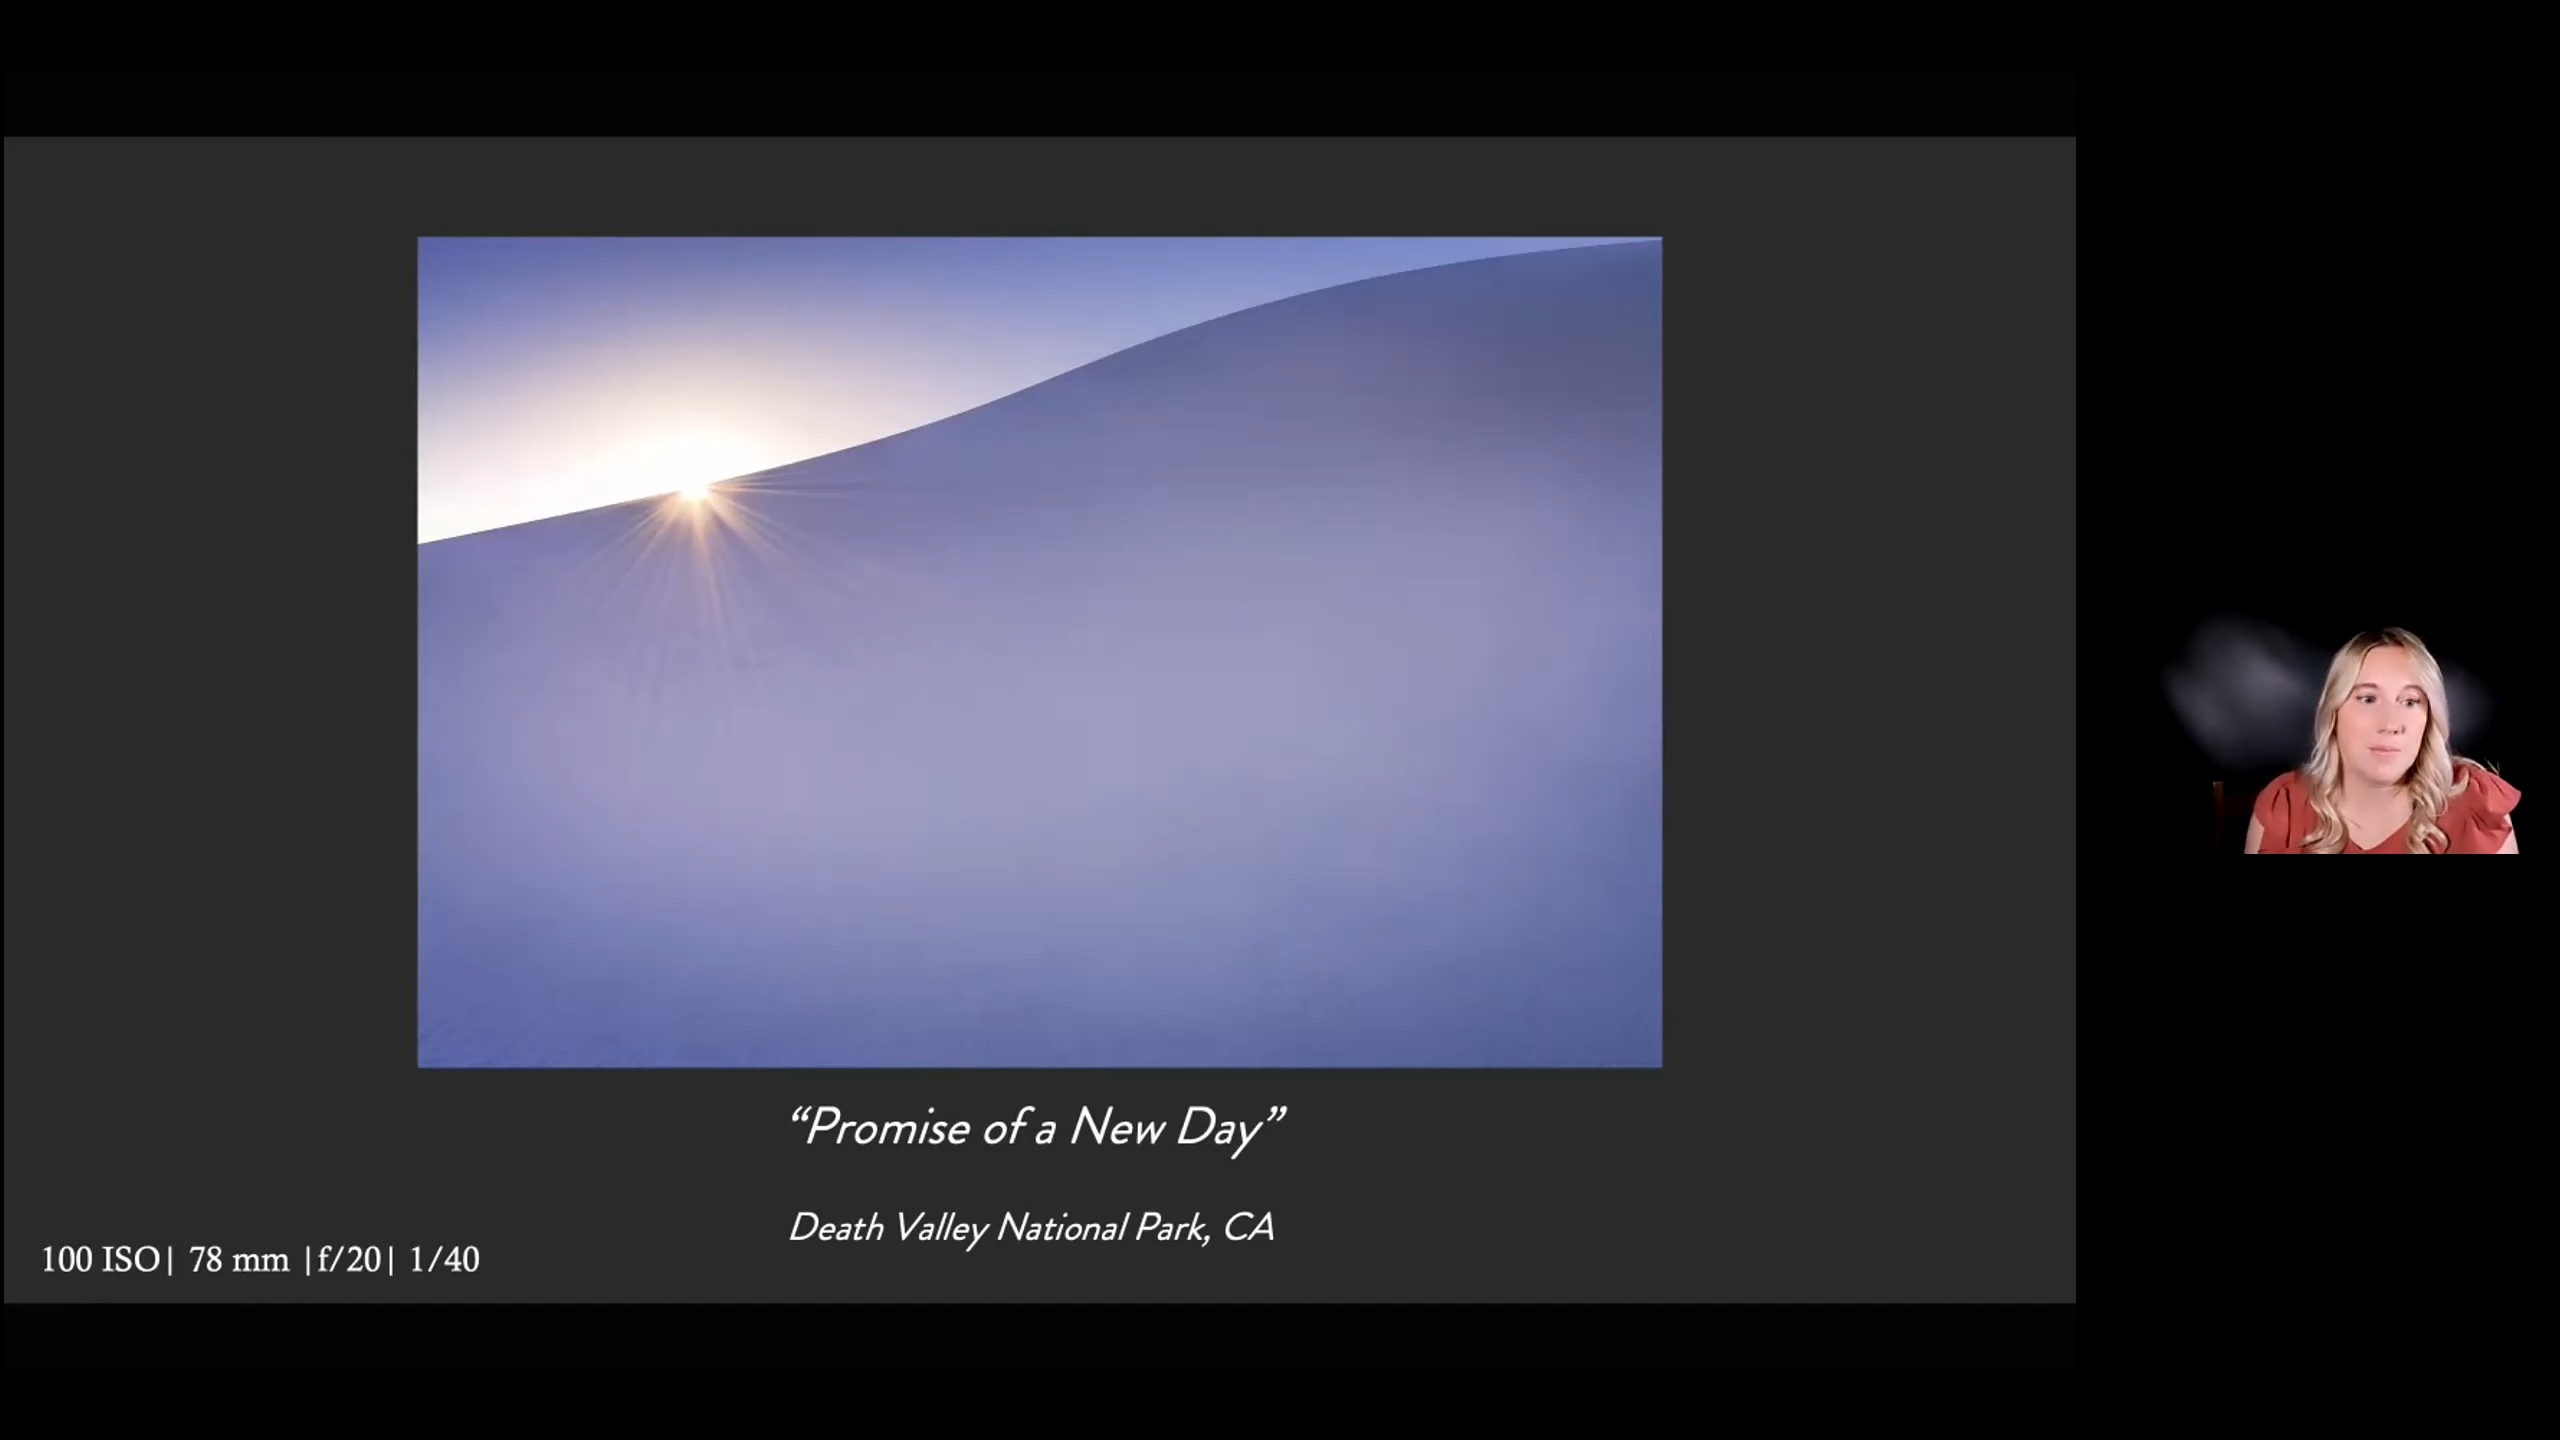 “Promise of a New Day”
Death Valley National Park, CA
100 ISO| 78 mm |f/20| 1/40